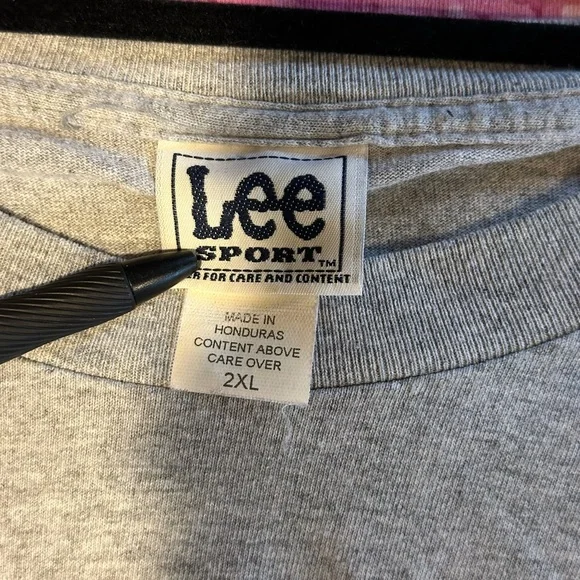 Lee
SPORT™
FOR CARE AND CONTENT
MADE IN
HONDURAS
CONTENT ABOVE
CARE OVER
2XL